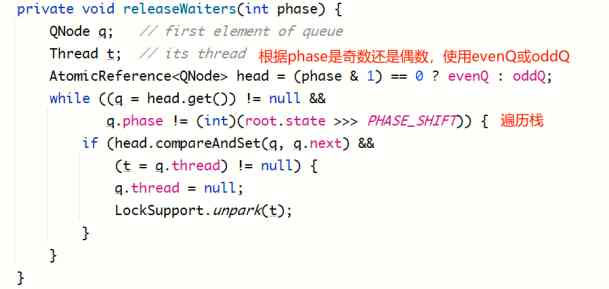 private void releaseWaiters(int phase) {
QNode q;   // first element of queue
Thread t;  // its thread 根据phase是奇数还是偶数，使用evenQ或oddQ
AtomicReference<QNode> head = (phase & 1) == 0 ? evenQ : oddQ;
while ((q = head.get()) != null &&
q.phase != (int)(root.state >>> PHASE_SHIFT)) { 遍历栈
if (head.compareAndSet(q, q.next) &&
(t = q.thread) != null) {
q.thread = null;
LockSupport.unpark(t);
}
}
}